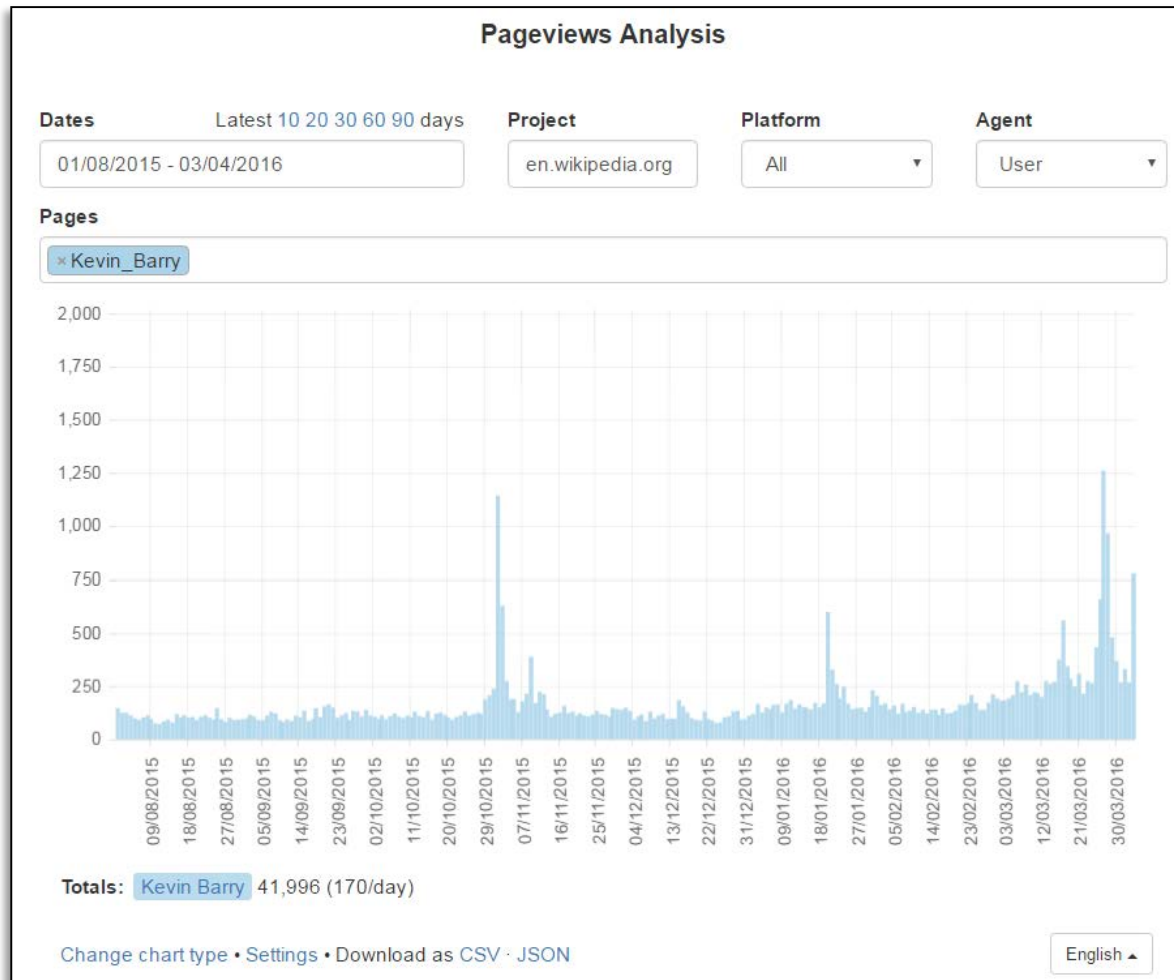 Pageviews Analysis
Dates Latest 10 20 30 60 90 days Project Platform Agent
01/08/2015 - 03/04/2016 en.wikipedia.org All ▾ User ▾
Pages
× Kevin_Barry
2,000
1,750
1,500
1,250
1,000
750
500
250
0
09/08/2015 18/08/2015 27/08/2015 05/09/2015 14/09/2015 23/09/2015 02/10/2015 11/10/2015 20/10/2015 29/10/2015 07/11/2015 16/11/2015 25/11/2015 04/12/2015 13/12/2015 22/12/2015 31/12/2015 09/01/2016 18/01/2016 27/01/2016 05/02/2016 14/02/2016 23/02/2016 03/03/2016 12/03/2016 21/03/2016 30/03/2016
Totals: Kevin Barry 41,996 (170/day)
Change chart type • Settings • Download as CSV · JSON English ▴